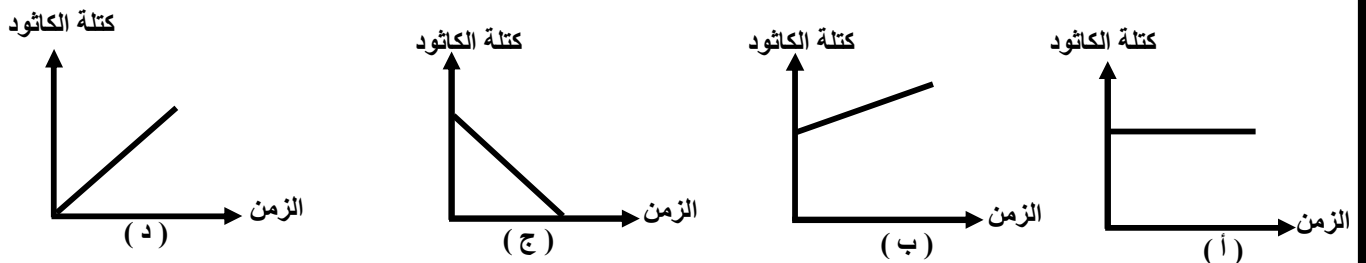 كتلة الكاثود
الزمن
( أ )
كتلة الكاثود
الزمن
( ب )
كتلة الكاثود
الزمن
( ج )
كتلة الكاثود
الزمن
( د )